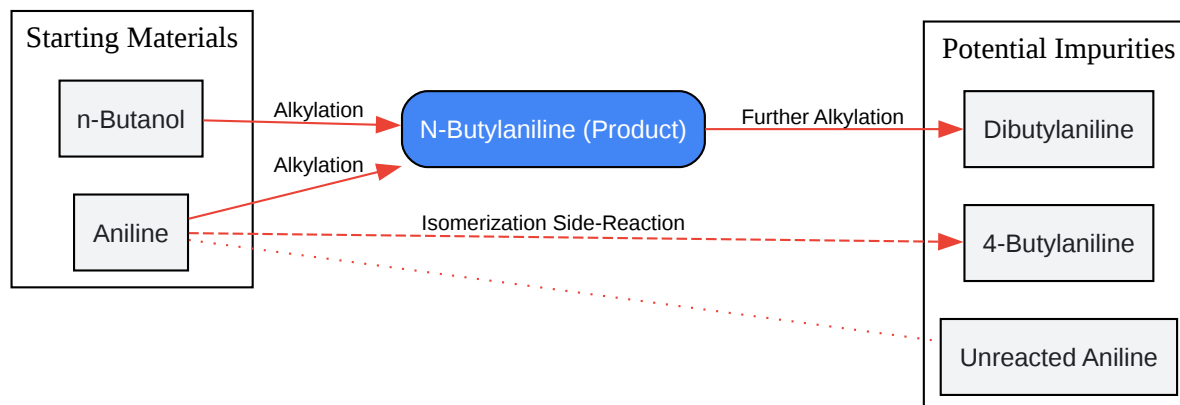 Starting Materials
Potential Impurities
n-Butanol
Alkylation
N-Butylaniline (Product)
Further Alkylation
Dibutylaniline
Alkylation
Aniline
Isomerization Side-Reaction
4-Butylaniline
Unreacted Aniline